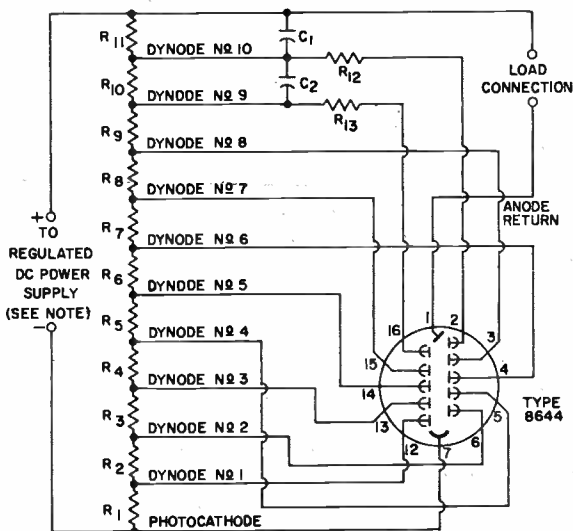 R11
C1
DYNODE № 10
R12
LOAD
CONNECTION
R10
C2
DYNODE № 9
R13
R9
DYNODE № 8
R8
DYNODE № 7
ANODE
RETURN
+
TO
REGULATED
DC POWER
SUPPLY
(SEE NOTE)
-
R7
DYNODE № 6
R6
DYNODE № 5
R5
DYNODE № 4
R4
DYNODE № 3
R3
DYNODE № 2
R2
DYNODE № 1
R1
PHOTOCATHODE
1
2
3
4
5
6
7
12
13
14
15
16
TYPE
8644